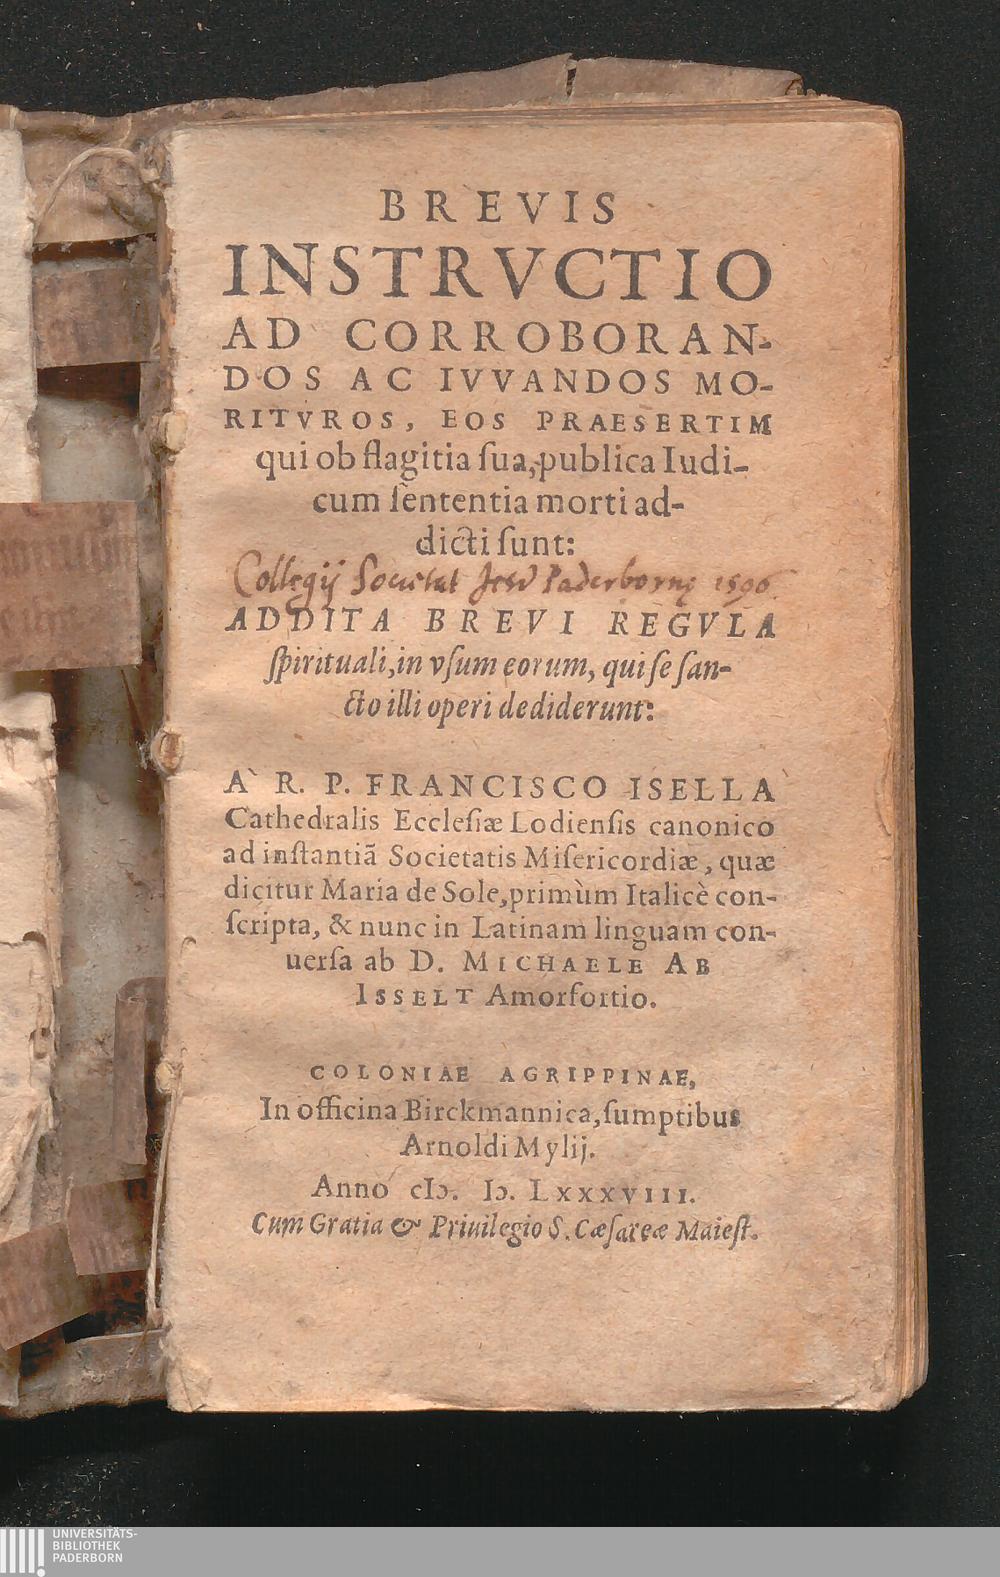 BREVIS
INSTRVCTIO
AD CORROBORAN-
DOS AC IVVANDOS MO-
RITVROS, EOS PRAESERTIM
qui ob flagitia ſua, publica Iudi-
cum ſententia morti ad-
dicti ſunt:
Collegij Societat Jesu Paderbornę 1596.
ADDITA BREVI REGVLA
ſpirituali, in vſum eorum, qui ſe ſan-
cto illi operi dediderunt:
A R. P. FRANCISCO ISELLA
Cathedralis Eccleſiæ Lodienſis canonico
ad inſtantiã Societatis Miſericordiæ, quæ
dicitur Maria de Sole, primùm Italicè con-
ſcripta, & nunc in Latinam linguam con-
uerſa ab D. MICHAELE AB
ISSELT Amorfortio.
COLONIAE AGRIPPINAE,
In officina Birckmannica, ſumptibus
Arnoldi Mylij.
Anno cIↄ. Iↄ. LXXXVIII.
Cum Gratia & Priuilegio S. Cæſareæ Maieſt.
UNIVERSITÄTS-
BIBLIOTHEK
PADERBORN